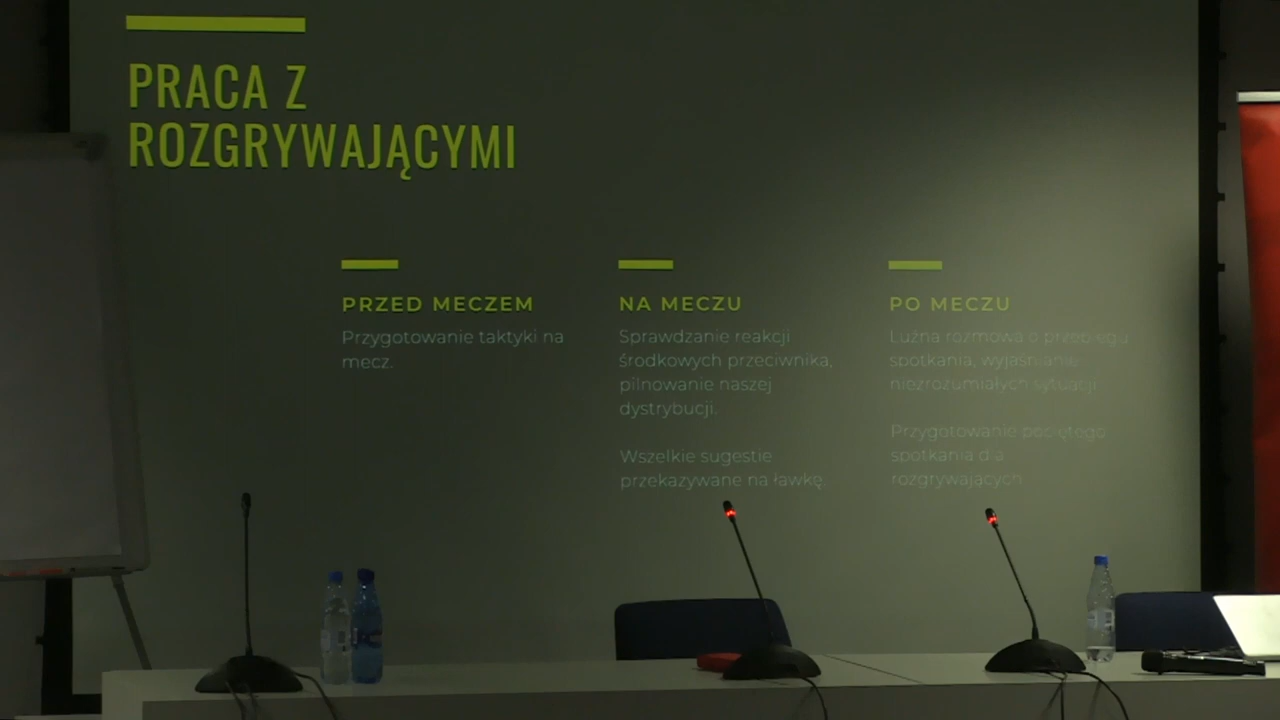 PRACA Z
ROZGRYWAJĄCYMI
PRZED MECZEM
Przygotowanie taktyki na
mecz.
NA MECZU
Sprawdzanie reakcji
środkowych przeciwnika,
pilnowanie naszej
dystrybucji.
Wszelkie sugestie
przekazywane na ławkę.
PO MECZU
Luźna rozmowa o przebiegu
spotkania, wyjaśnianie
niezrozumiałych sytuacji
Przygotowanie pociętego
spotkania dla
rozgrywających